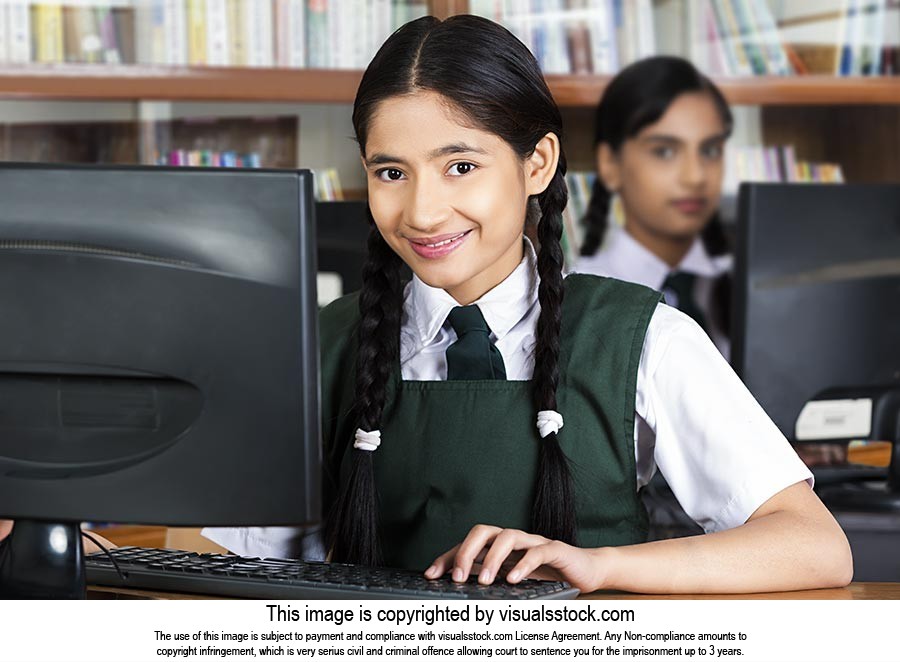 This image is copyrighted by visualsstock.com
The use of this image is subject to payment and compliance with visualsstock.com License Agreement. Any Non-compliance amounts to
copyright infringement, which is very serius civil and criminal offence allowing court to sentence you for the imprisonment up to 3 years.